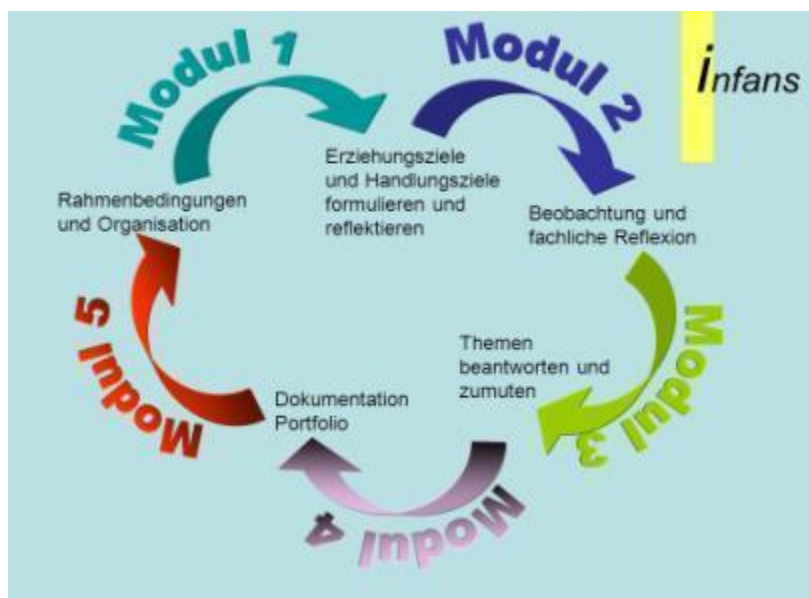 Modul 1
Modul 2
infans
Erziehungsziele
und Handlungsziele
formulieren und
reflektieren
Rahmenbedingungen
und Organisation
Beobachtung und
fachliche Reflexion
Modul 5
Modul 3
Themen
beantworten und
zumuten
Dokumentation
Portfolio
Modul 4